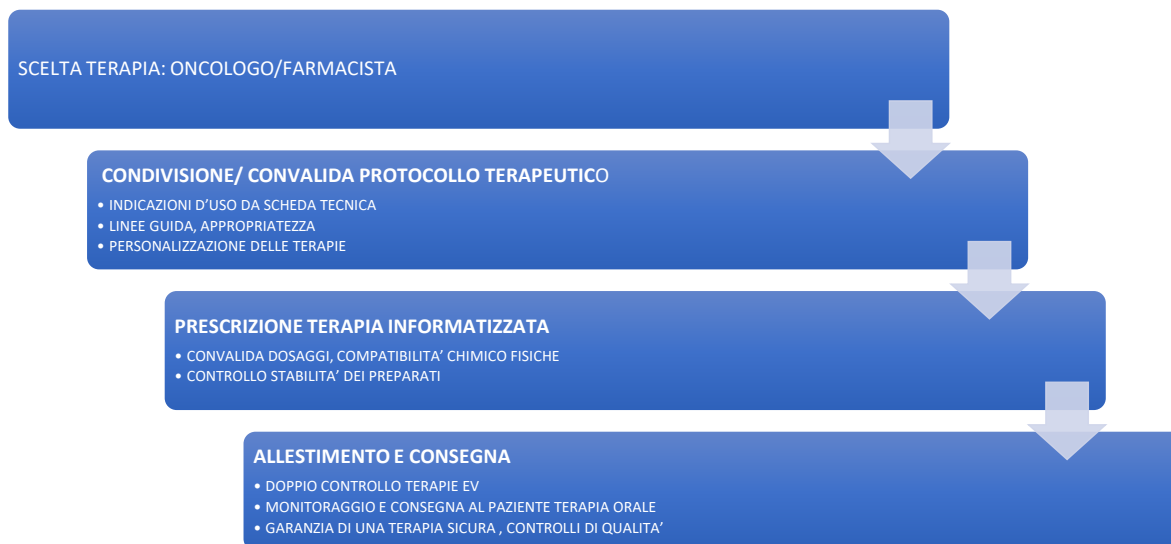 SCELTA TERAPIA: ONCOLOGO/FARMACISTA
CONDIVISIONE/ CONVALIDA PROTOCOLLO TERAPEUTICO
• INDICAZIONI D'USO DA SCHEDA TECNICA
• LINEE GUIDA, APPROPRIATEZZA
• PERSONALIZZAZIONE DELLE TERAPIE
PRESCRIZIONE TERAPIA INFORMATIZZATA
• CONVALIDA DOSAGGI, COMPATIBILITA' CHIMICO FISICHE
• CONTROLLO STABILITA' DEI PREPARATI
ALLESTIMENTO E CONSEGNA
• DOPPIO CONTROLLO TERAPIE EV
• MONITORAGGIO E CONSEGNA AL PAZIENTE TERAPIA ORALE
• GARANZIA DI UNA TERAPIA SICURA , CONTROLLI DI QUALITA'